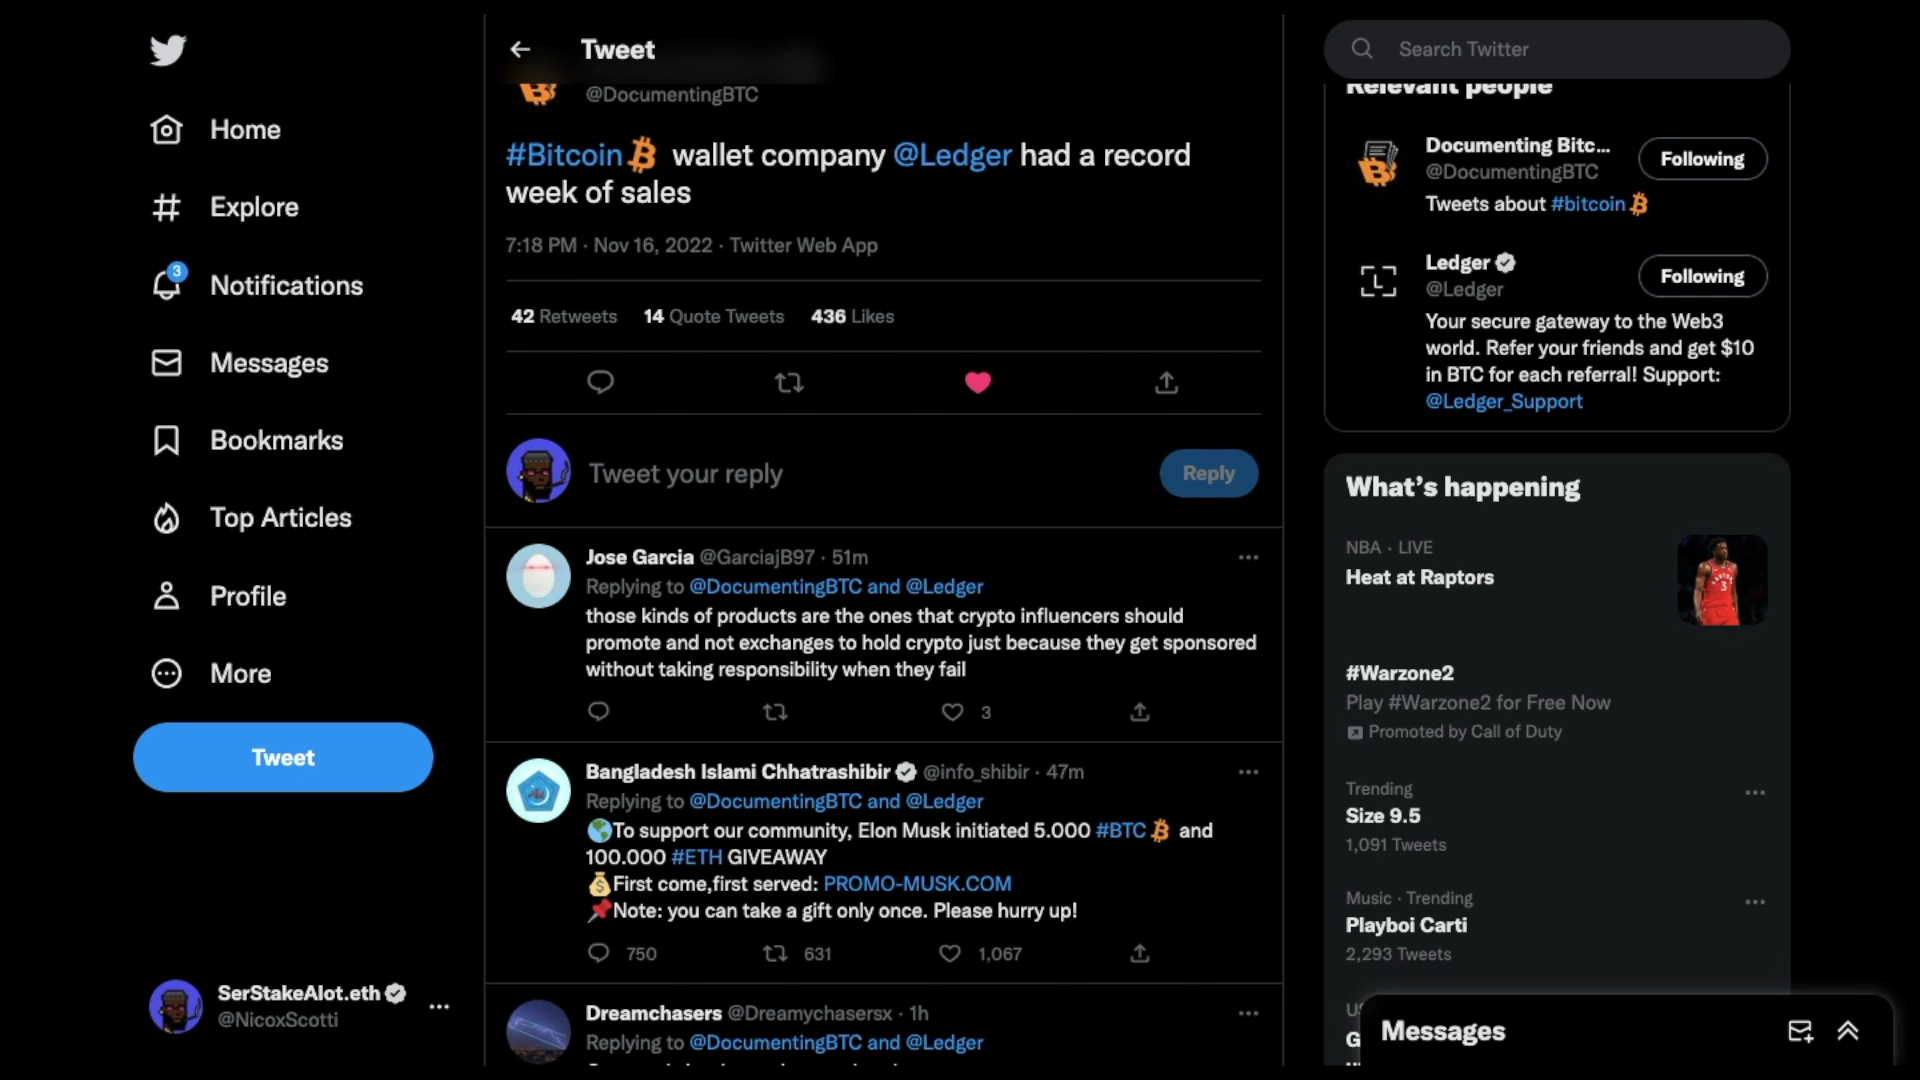 Home
Explore
3
Notifications
Messages
Bookmarks
Top Articles
Profile
More
Tweet
SerStakeAlot.eth
@NicoxScotti
Tweet
@DocumentingBTC
#Bitcoin wallet company @Ledger had a record
week of sales
7:18 PM · Nov 16, 2022 · Twitter Web App
42 Retweets 14 Quote Tweets 436 Likes
Tweet your reply
Reply
Jose Garcia @GarciajB97 · 51m
Replying to @DocumentingBTC and @Ledger
those kinds of products are the ones that crypto influencers should
promote and not exchanges to hold crypto just because they get sponsored
without taking responsibility when they fail
3
Bangladesh Islami Chhatrashibir @info_shibir · 47m
Replying to @DocumentingBTC and @Ledger
🌎To support our community, Elon Musk initiated 5.000 #BTC and
100.000 #ETH GIVEAWAY
💰First come,first served: PROMO-MUSK.COM
📌Note: you can take a gift only once. Please hurry up!
750 631 1,067
Dreamchasers @Dreamychasersx · 1h
Replying to @DocumentingBTC and @Ledger
Search Twitter
Relevant people
Documenting Bitc...
@DocumentingBTC
Following
Tweets about #bitcoin
Ledger
@Ledger
Following
Your secure gateway to the Web3
world. Refer your friends and get $10
in BTC for each referral! Support:
@Ledger_Support
What's happening
NBA · LIVE
Heat at Raptors
#Warzone2
Play #Warzone2 for Free Now
Promoted by Call of Duty
Trending
Size 9.5
1,091 Tweets
Music · Trending
Playboi Carti
2,293 Tweets
Messages